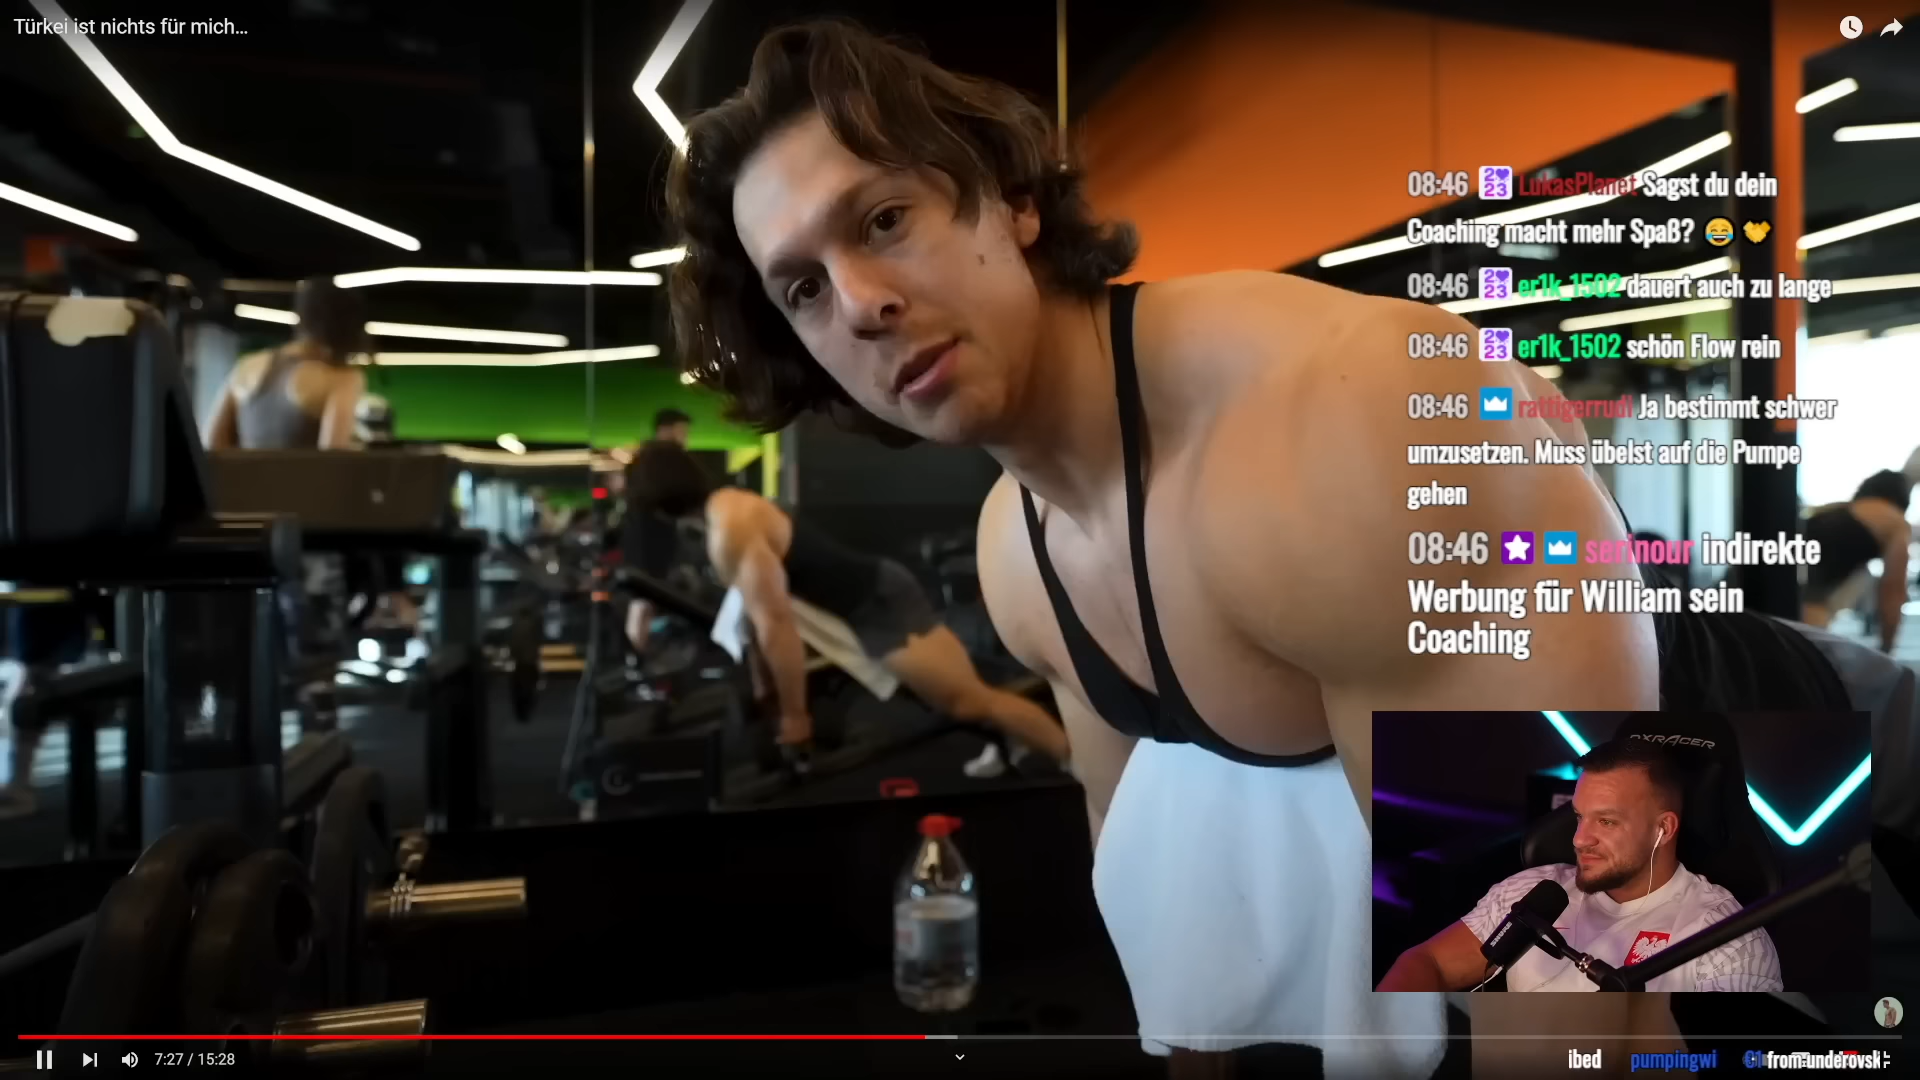 Türkei ist nichts für mich...
08:46 LukasPlanet Sagst du dein
Coaching macht mehr Spaß? 😂 🤝
08:46 er1k_1502 dauert auch zu lange
08:46 er1k_1502 schön Flow rein
08:46 rattigerrudi Ja bestimmt schwer
umzusetzen. Muss übelst auf die Pumpe
gehen
08:46 serinour indirekte
Werbung für William sein
Coaching
DXRACER
SHURE
7:27 / 15:28
ibed pumpingwi